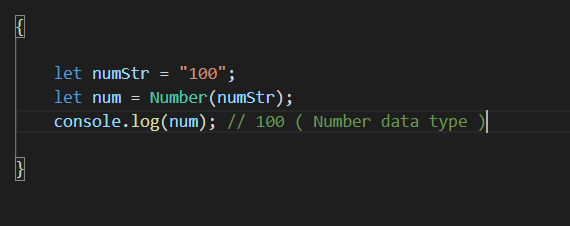 {
let numStr = "100";
let num = Number(numStr);
console.log(num); // 100 ( Number data type )
}